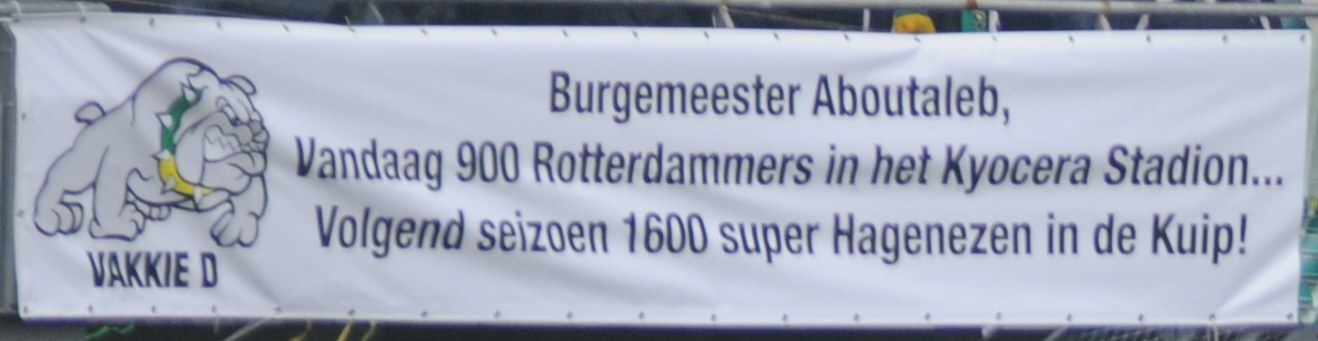 Burgemeester Aboutaleb,
Vandaag 900 Rotterdammers in het Kyocera Stadion...
Volgend seizoen 1600 super Hagenezen in de Kuip!
VAKKIE D